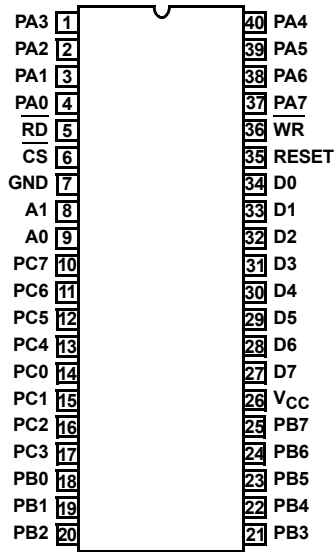 PA3 1 40 PA4
PA2 2 39 PA5
PA1 3 38 PA6
PA0 4 37 PA7
RD 5 36 WR
CS 6 35 RESET
GND 7 34 D0
A1 8 33 D1
A0 9 32 D2
PC7 10 31 D3
PC6 11 30 D4
PC5 12 29 D5
PC4 13 28 D6
PC0 14 27 D7
PC1 15 26 VCC
PC2 16 25 PB7
PC3 17 24 PB6
PB0 18 23 PB5
PB1 19 22 PB4
PB2 20 21 PB3